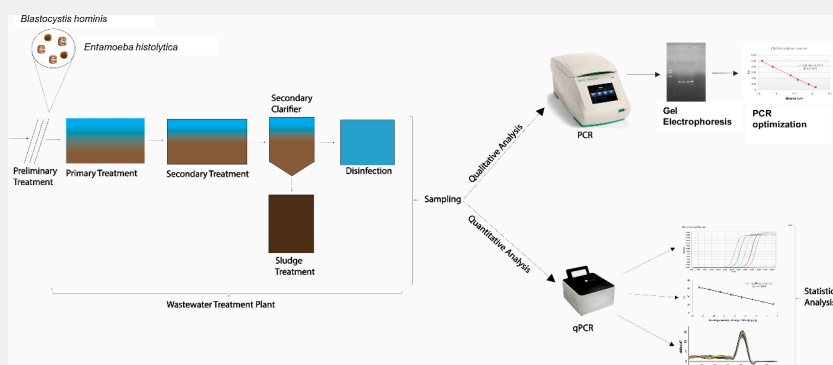 Blastocystis hominis
Entamoeba histolytica
Preliminary
Treatment
Primary Treatment
Secondary Treatment
Secondary
Clarifier
Disinfection
Sludge
Treatment
Wastewater Treatment Plant
Sampling
Qualitative Analysis
Quantitative Analysis
PCR
Gel
Electrophoresis
PCR
optimization
qPCR
Statistic
Analysis